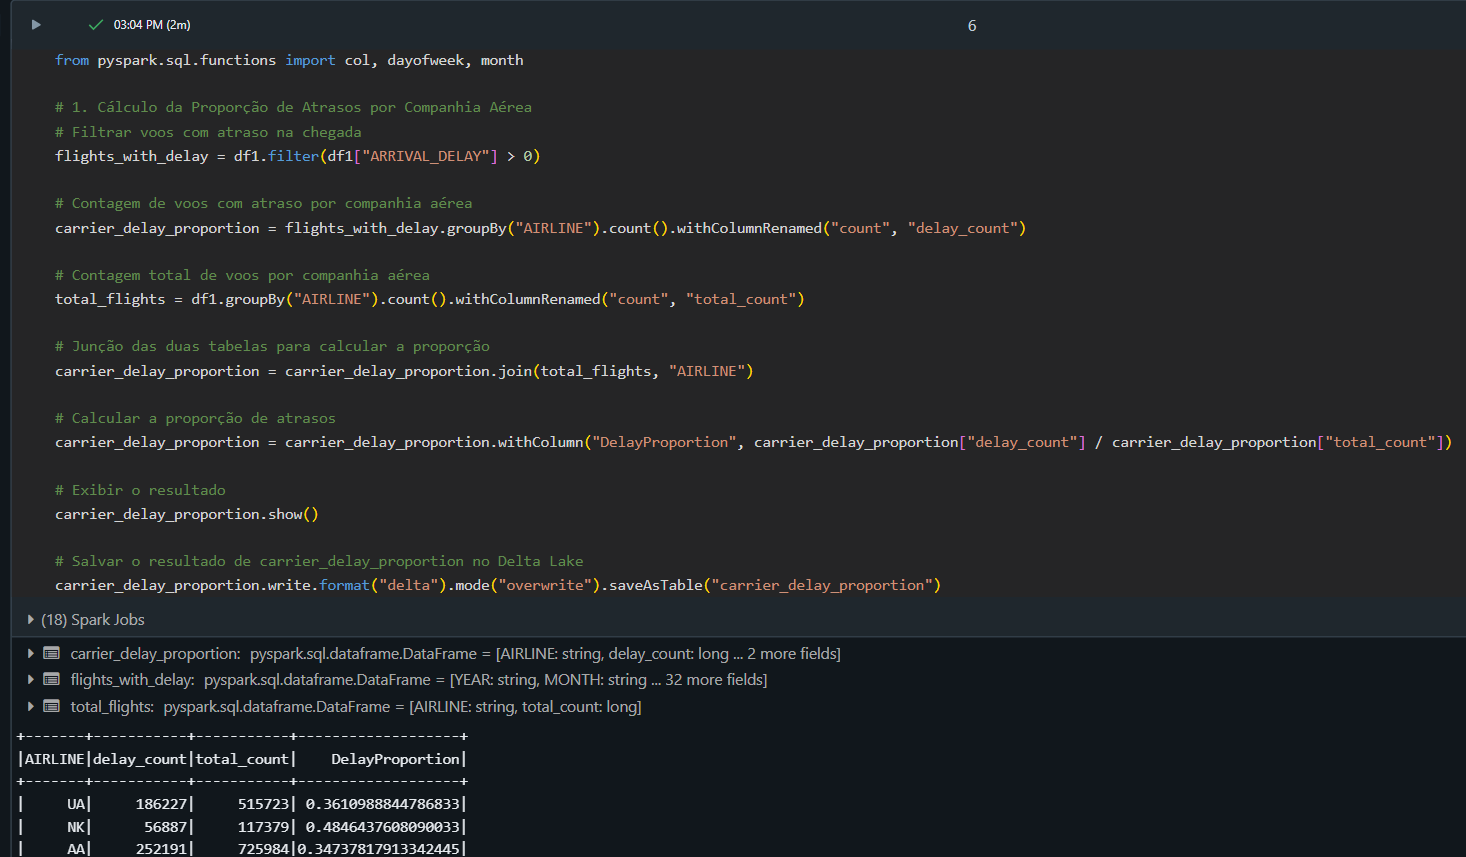 03:04 PM (2m)
6
from pyspark.sql.functions import col, dayofweek, month
# 1. Cálculo da Proporção de Atrasos por Companhia Aérea
# Filtrar voos com atraso na chegada
flights_with_delay = df1.filter(df1["ARRIVAL_DELAY"] > 0)
# Contagem de voos com atraso por companhia aérea
carrier_delay_proportion = flights_with_delay.groupBy("AIRLINE").count().withColumnRenamed("count", "delay_count")
# Contagem total de voos por companhia aérea
total_flights = df1.groupBy("AIRLINE").count().withColumnRenamed("count", "total_count")
# Junção das duas tabelas para calcular a proporção
carrier_delay_proportion = carrier_delay_proportion.join(total_flights, "AIRLINE")
# Calcular a proporção de atrasos
carrier_delay_proportion = carrier_delay_proportion.withColumn("DelayProportion", carrier_delay_proportion["delay_count"] / carrier_delay_proportion["total_count"])
# Exibir o resultado
carrier_delay_proportion.show()
# Salvar o resultado de carrier_delay_proportion no Delta Lake
carrier_delay_proportion.write.format("delta").mode("overwrite").saveAsTable("carrier_delay_proportion")
(18) Spark Jobs
carrier_delay_proportion: pyspark.sql.dataframe.DataFrame = [AIRLINE: string, delay_count: long ... 2 more fields]
flights_with_delay: pyspark.sql.dataframe.DataFrame = [YEAR: string, MONTH: string ... 32 more fields]
total_flights: pyspark.sql.dataframe.DataFrame = [AIRLINE: string, total_count: long]
+-------+-----------+-----------+-------------------+
|AIRLINE|delay_count|total_count|    DelayProportion|
+-------+-----------+-----------+-------------------+
|     UA|     186227|     515723| 0.3610988844786833|
|     NK|      56887|     117379| 0.4846437608090033|
|     AA|     252191|     725984|0.34737817913342445|